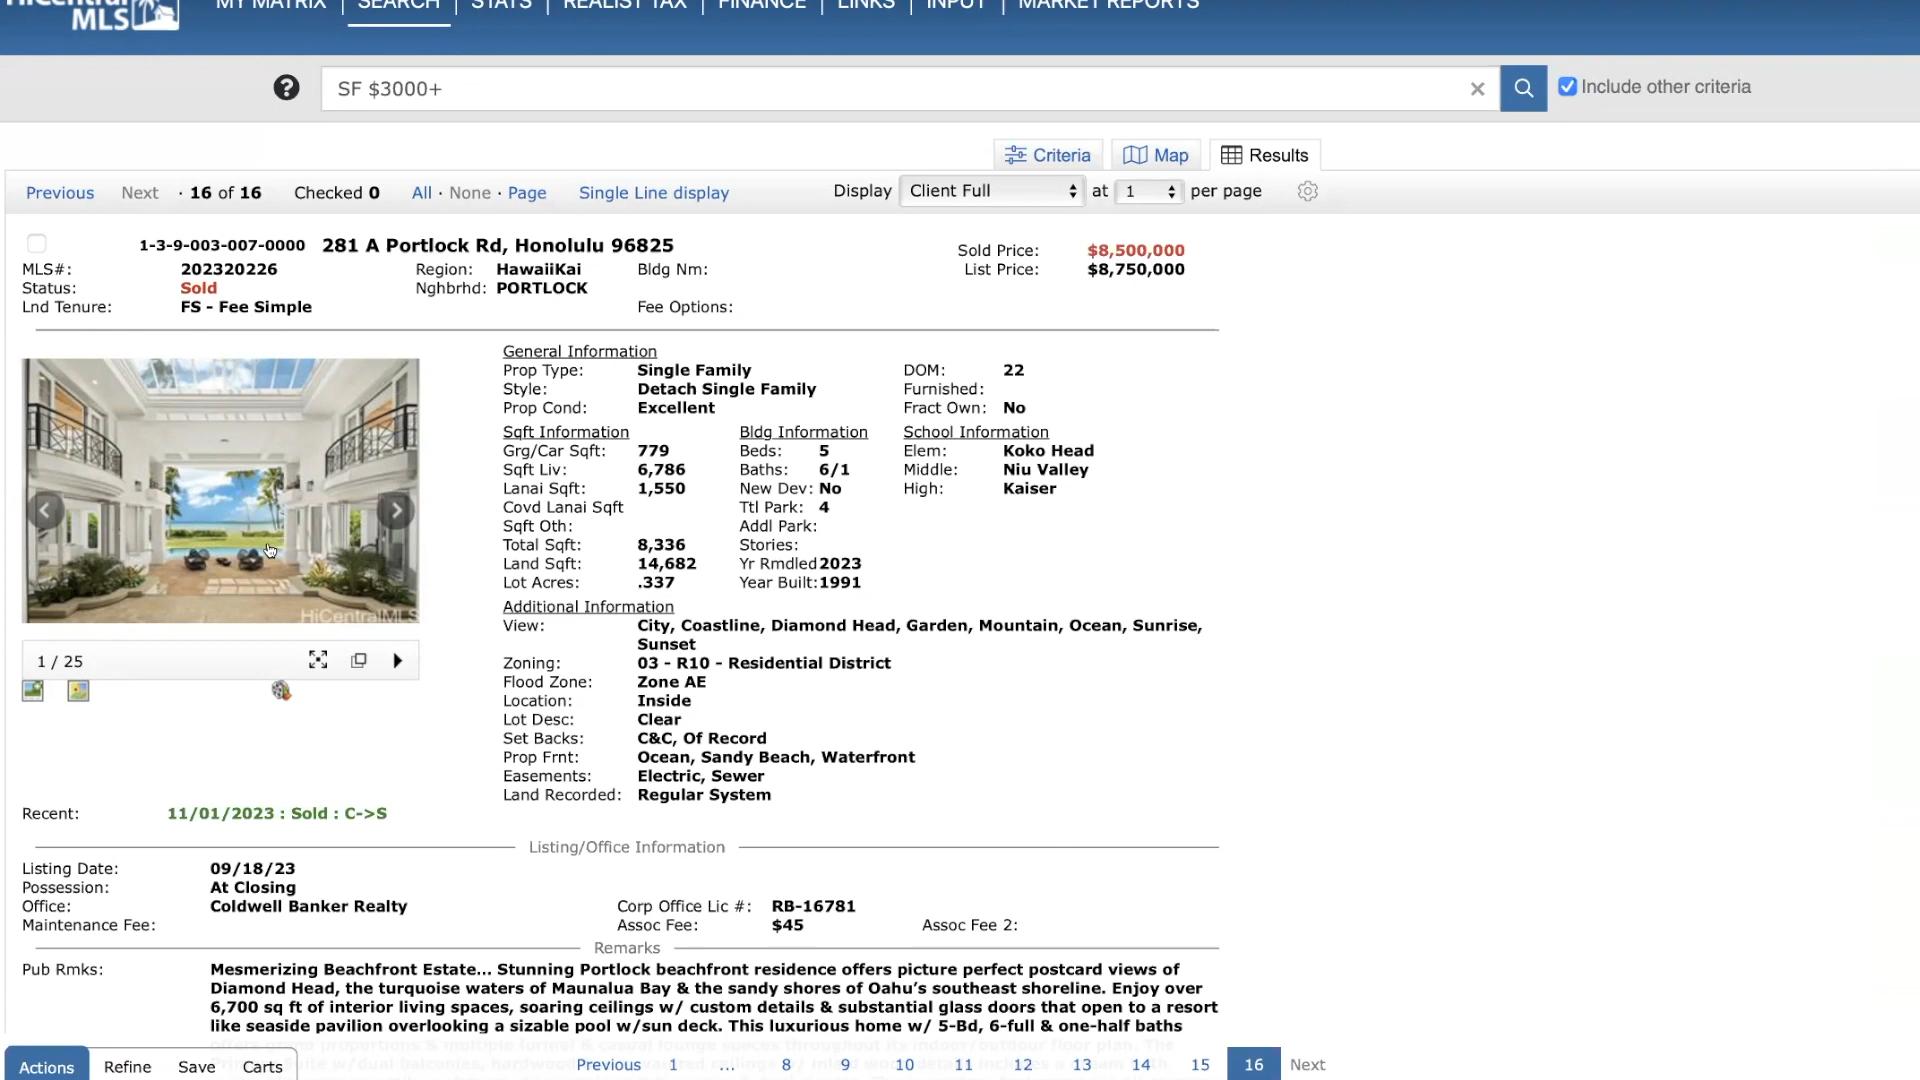 HiCentral
MLS
MY MATRIX | SEARCH | STATS | REALIST TAX | FINANCE | LINKS | INPUT | MARKET REPORTS
? SF $3000+ × Include other criteria
Criteria Map Results
Previous Next · 16 of 16 Checked 0 All · None · Page Single Line display Display Client Full at 1 per page
1-3-9-003-007-0000 281 A Portlock Rd, Honolulu 96825 Sold Price: $8,500,000
MLS#: 202320226 Region: HawaiiKai Bldg Nm: List Price: $8,750,000
Status: Sold Nghbrhd: PORTLOCK
Lnd Tenure: FS - Fee Simple Fee Options:
General Information
Prop Type: Single Family DOM: 22
Style: Detach Single Family Furnished:
Prop Cond: Excellent Fract Own: No
Sqft Information Bldg Information School Information
Grg/Car Sqft: 779 Beds: 5 Elem: Koko Head
Sqft Liv: 6,786 Baths: 6/1 Middle: Niu Valley
Lanai Sqft: 1,550 New Dev: No High: Kaiser
Covd Lanai Sqft Ttl Park: 4
Sqft Oth: Addl Park:
Total Sqft: 8,336 Stories:
Land Sqft: 14,682 Yr Rmdled 2023
Lot Acres: .337 Year Built: 1991
Additional Information
View: City, Coastline, Diamond Head, Garden, Mountain, Ocean, Sunrise,
Sunset
Zoning: 03 - R10 - Residential District
Flood Zone: Zone AE
Location: Inside
Lot Desc: Clear
Set Backs: C&C, Of Record
Prop Frnt: Ocean, Sandy Beach, Waterfront
Easements: Electric, Sewer
Land Recorded: Regular System
HiCentralMLS
1 / 25
Recent: 11/01/2023 : Sold : C->S
Listing/Office Information
Listing Date: 09/18/23
Possession: At Closing
Office: Coldwell Banker Realty Corp Office Lic #: RB-16781
Maintenance Fee: Assoc Fee: $45 Assoc Fee 2:
Remarks
Pub Rmks: Mesmerizing Beachfront Estate... Stunning Portlock beachfront residence offers picture perfect postcard views of
Diamond Head, the turquoise waters of Maunalua Bay & the sandy shores of Oahu's southeast shoreline. Enjoy over
6,700 sq ft of interior living spaces, soaring ceilings w/ custom details & substantial glass doors that open to a resort
like seaside pavilion overlooking a sizable pool w/sun deck. This luxurious home w/ 5-Bd, 6-full & one-half baths
Actions Refine Save Carts Previous 1 ... 8 9 10 11 12 13 14 15 16 Next